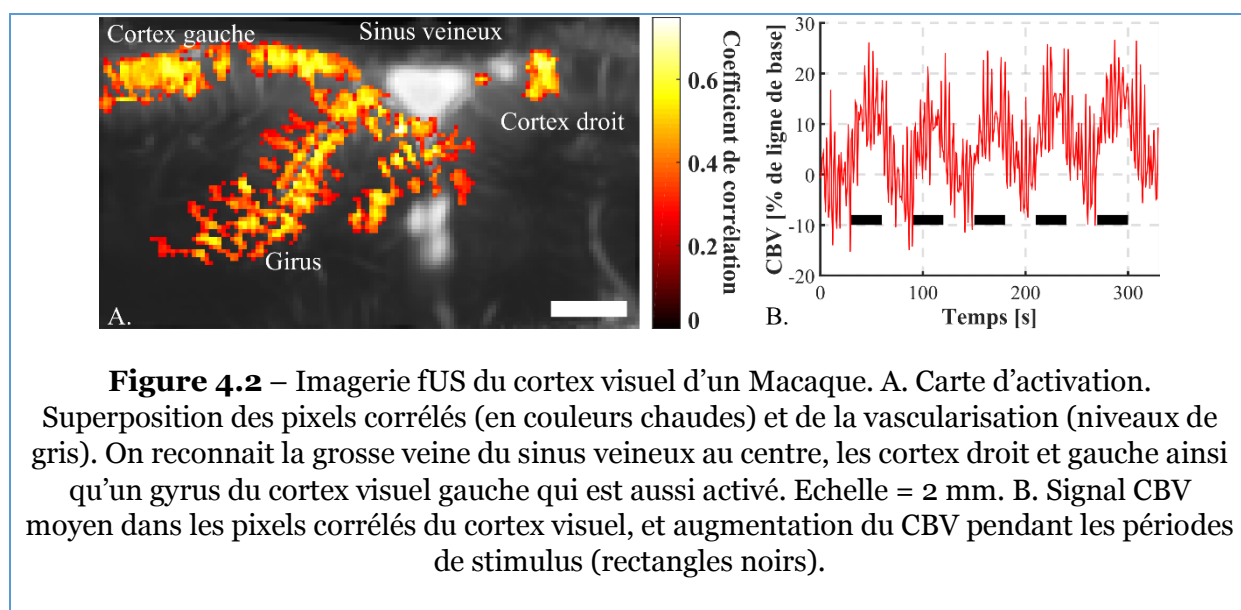 Cortex gauche
Sinus veineux
Cortex droit
Girus
A.
Coefficient de corrélation
0.6
0.4
0.2
0
CBV [% de ligne de base]
30
20
10
0
-10
-20
0
100
200
300
B.
Temps [s]
Figure 4.2 – Imagerie fUS du cortex visuel d’un Macaque. A. Carte d’activation.
Superposition des pixels corrélés (en couleurs chaudes) et de la vascularisation (niveaux de
gris). On reconnait la grosse veine du sinus veineux au centre, les cortex droit et gauche ainsi
qu’un gyrus du cortex visuel gauche qui est aussi activé. Echelle = 2 mm. B. Signal CBV
moyen dans les pixels corrélés du cortex visuel, et augmentation du CBV pendant les périodes
de stimulus (rectangles noirs).